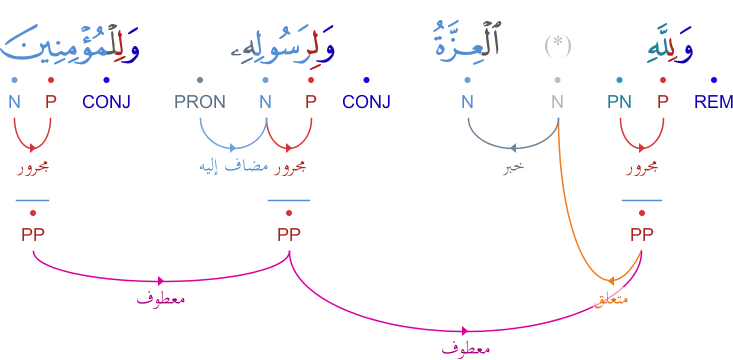 وَلِلَّهِ (*) ٱلْعِزَّةُ وَلِرَسُولِهِۦ وَلِلْمُؤْمِنِينَ
REM P PN N N CONJ P N PRON CONJ P N
مجرور خبر مجرور مضاف إليه مجرور
PP PP PP
متعلق معطوف
معطوف